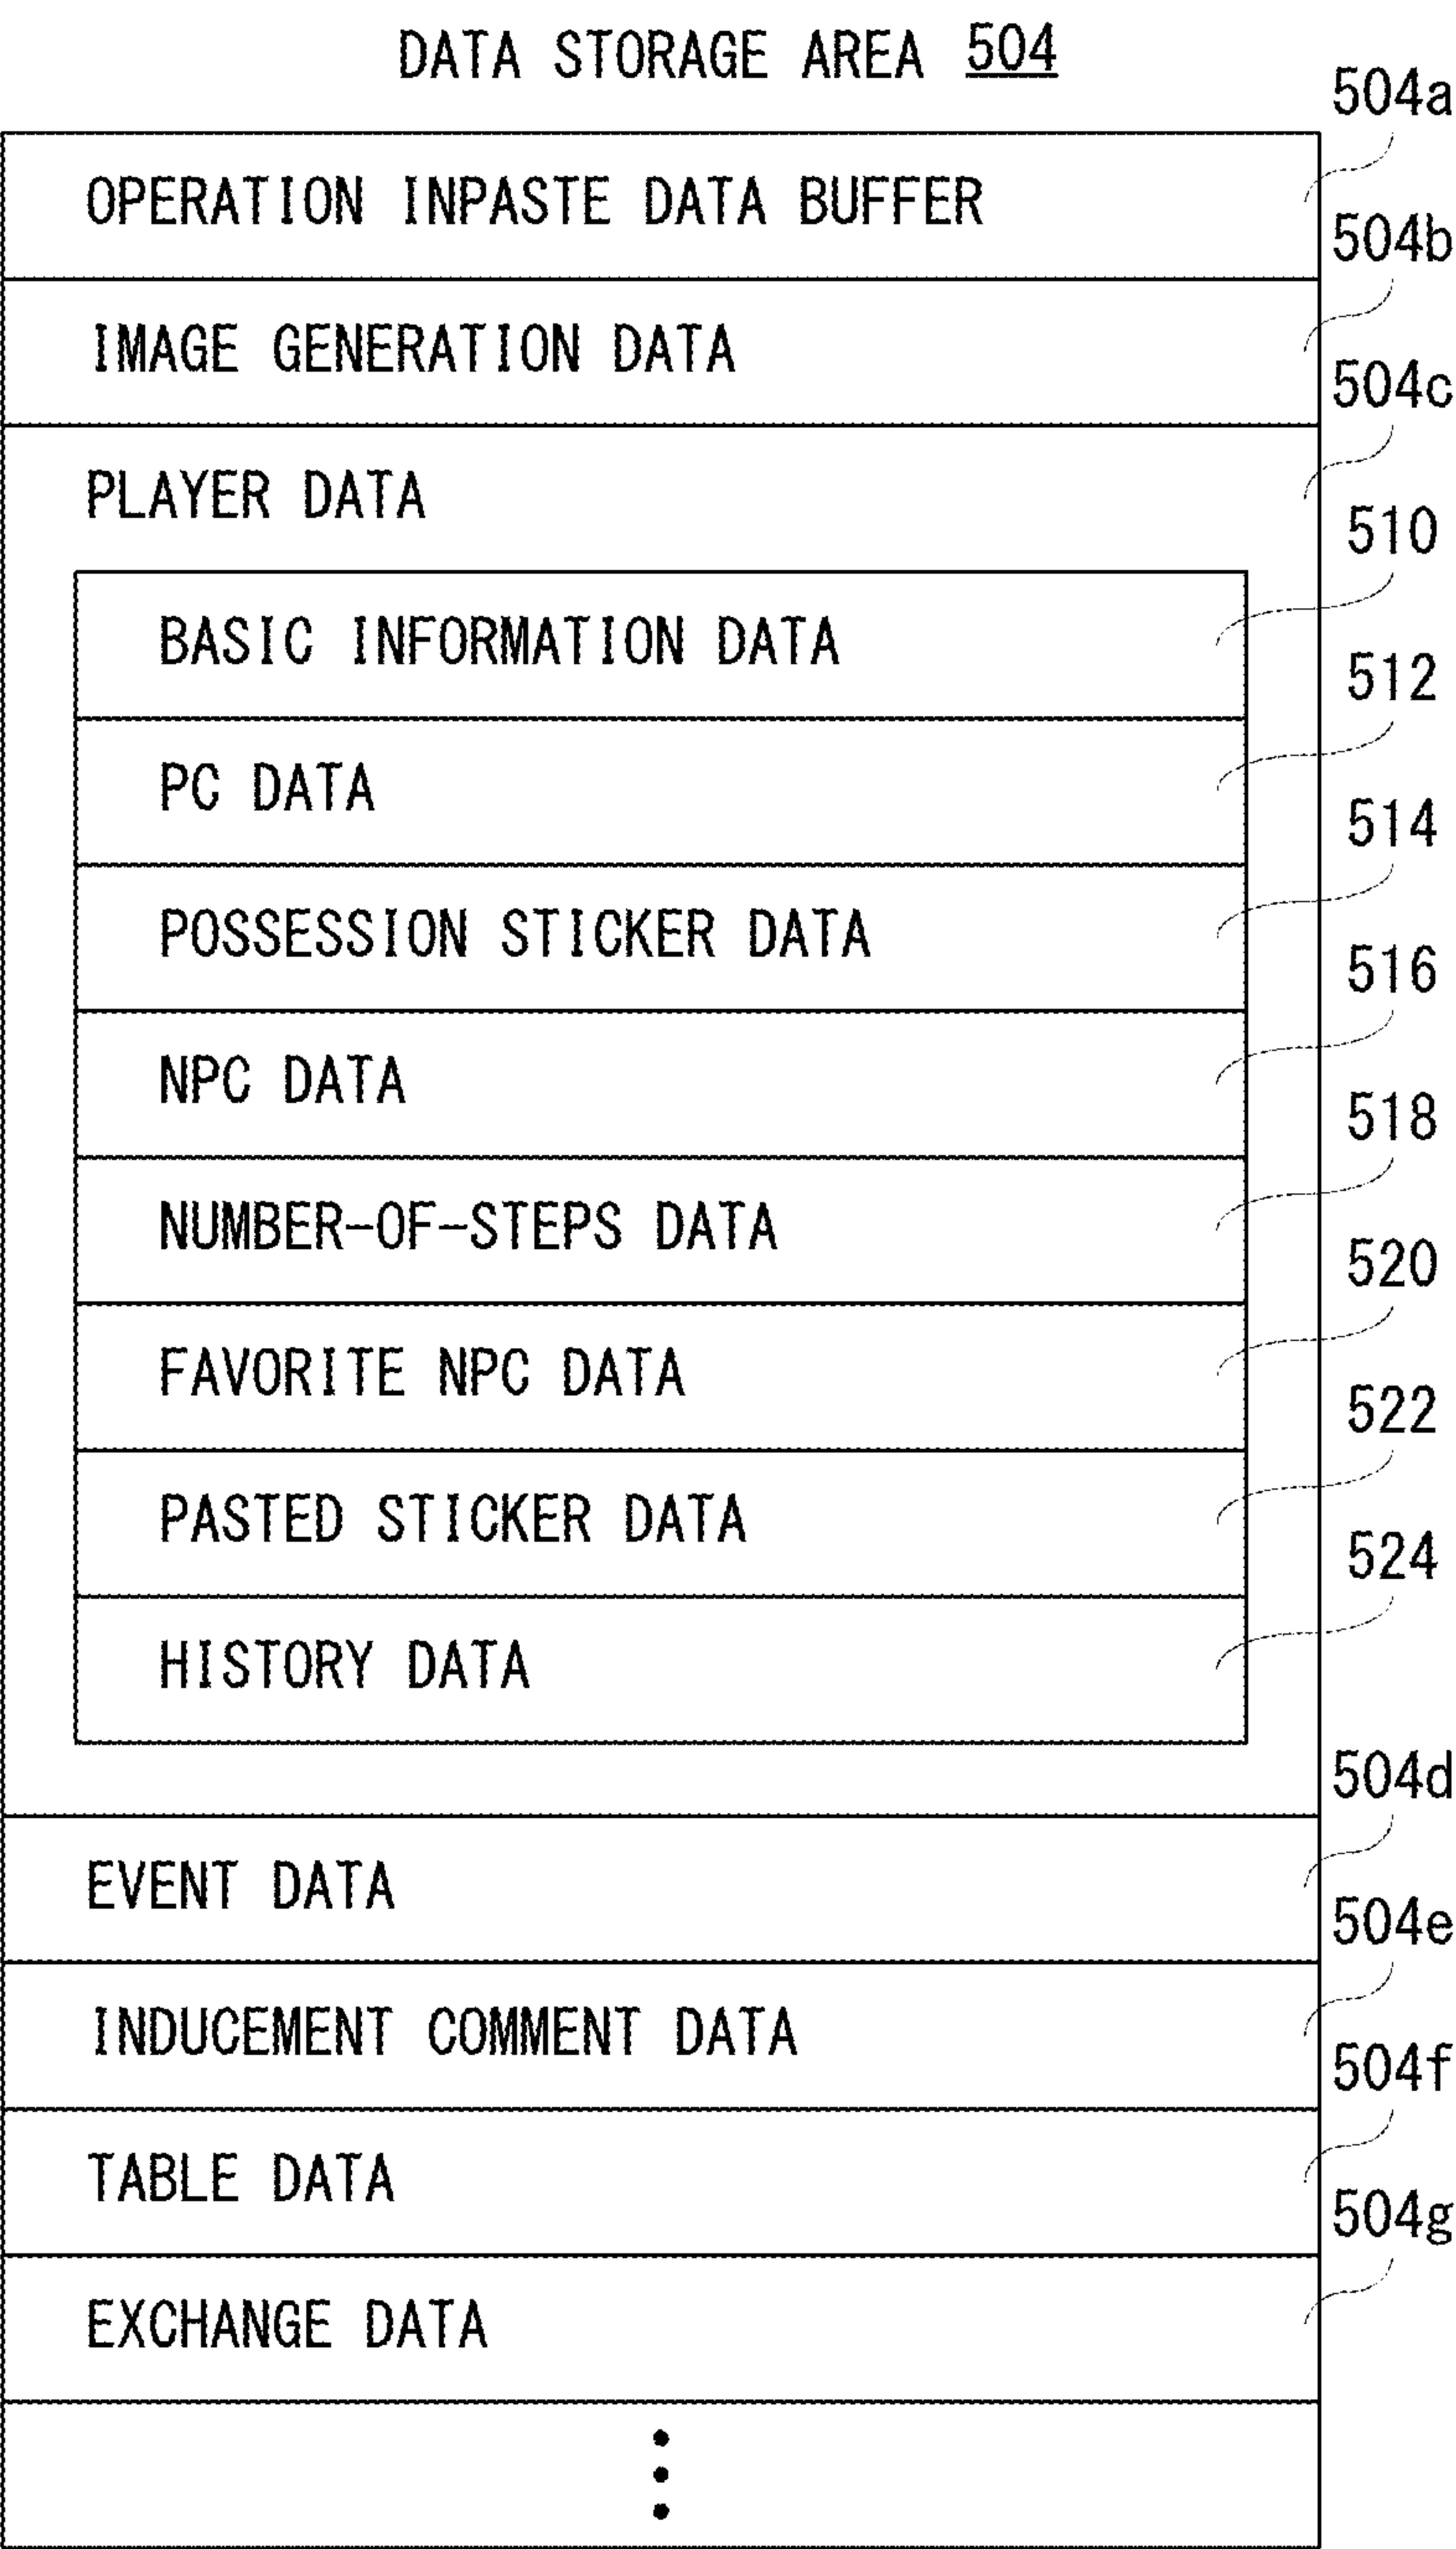 DATA STORAGE AREA 504
504a
OPERATION INPASTE DATA BUFFER
504b
IMAGE GENERATION DATA
504c
PLAYER DATA
510
BASIC INFORMATION DATA
512
PC DATA
514
POSSESSION STICKER DATA
516
NPC DATA
518
NUMBER-OF-STEPS DATA
520
FAVORITE NPC DATA
522
PASTED STICKER DATA
524
HISTORY DATA
504d
EVENT DATA
504e
INDUCEMENT COMMENT DATA
504f
TABLE DATA
504g
EXCHANGE DATA